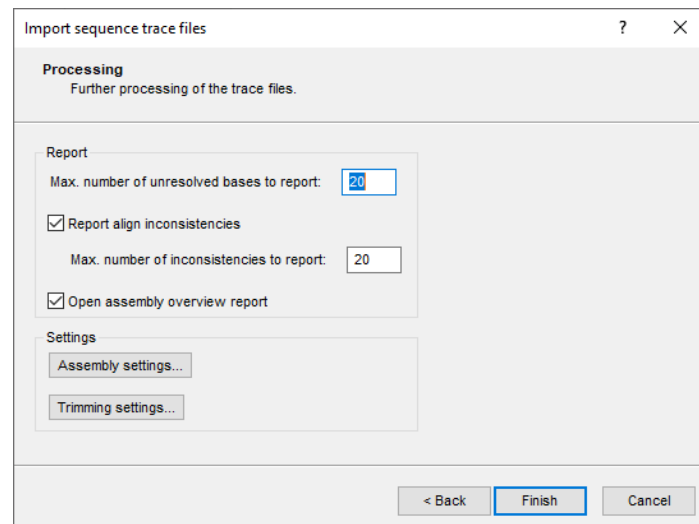 Import sequence trace files
?
Processing
Further processing of the trace files.
Report
Max. number of unresolved bases to report: 20
Report align inconsistencies
Max. number of inconsistencies to report: 20
Open assembly overview report
Settings
Assembly settings...
Trimming settings...
< Back Finish Cancel